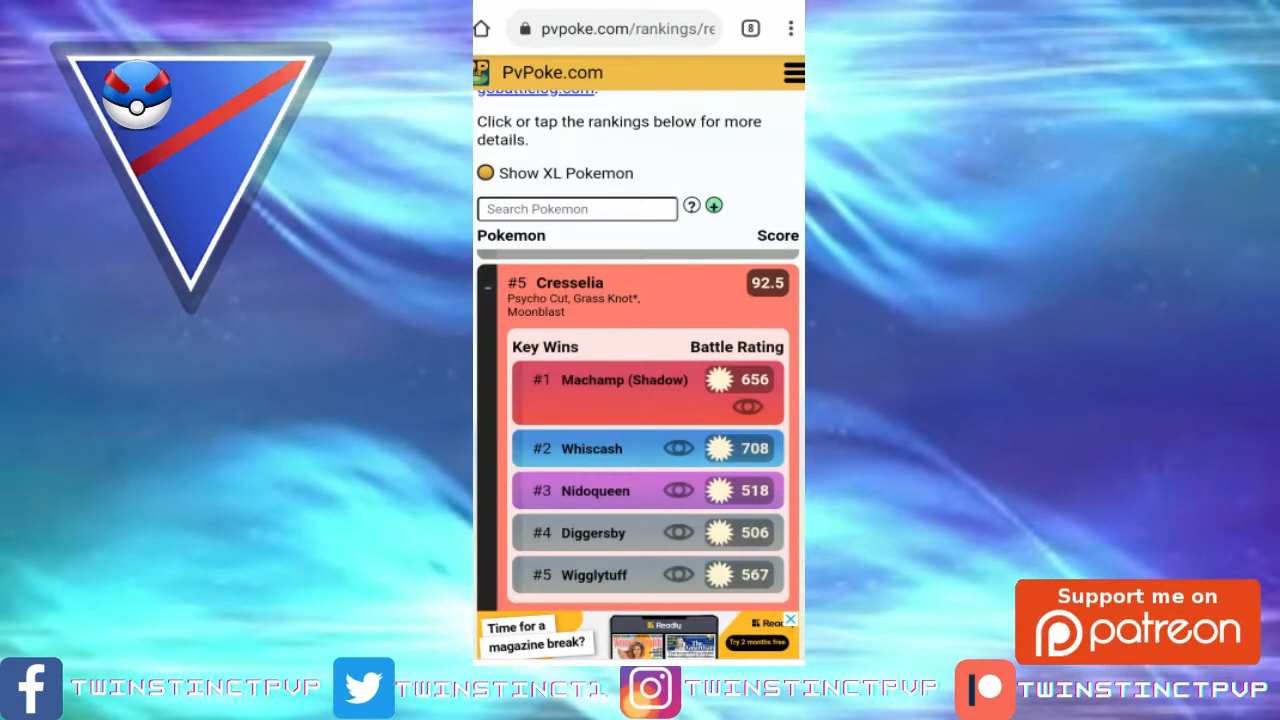 pvpoke.com/rankings/re
8
PvPoke.com
gobattlelog.com.
Click or tap the rankings below for more
details.
Show XL Pokemon
Search Pokemon ? +
Pokemon Score
#5 Cresselia 92.5
Psycho Cut, Grass Knot*,
Moonblast
Key Wins Battle Rating
#1 Machamp (Shadow) 656
#2 Whiscash 708
#3 Nidoqueen 518
#4 Diggersby 506
#5 Wigglytuff 567
Time for a
magazine break?
Readly
Try 2 months free
Support me on
patreon
TWINSTINCTPVP
TWINSTINCT1
TWINSTINCTPVP
TWINSTINCTPVP